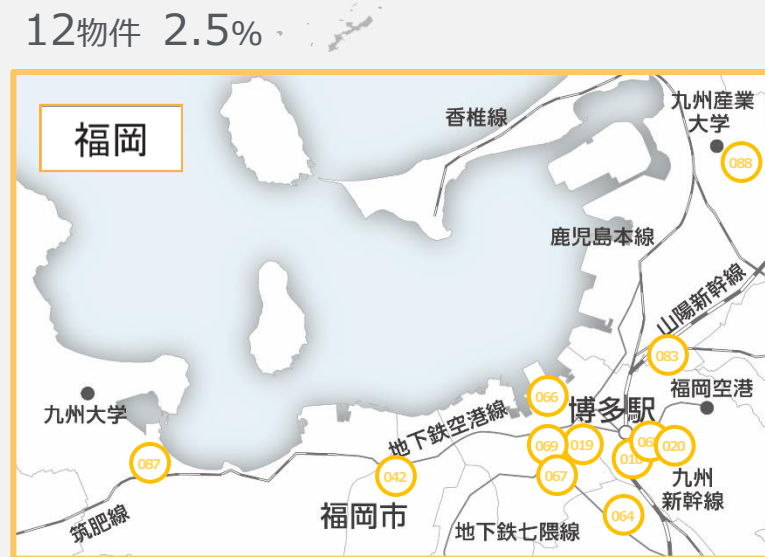 12物件 2.5%
福岡
香椎線
九州産業
大学
088
鹿児島本線
山陽新幹線
083
福岡空港
九州大学
066
博多駅
地下鉄空港線
069
019
020
087
042
067
九州
新幹線
福岡市
064
筑肥線
地下鉄七隈線